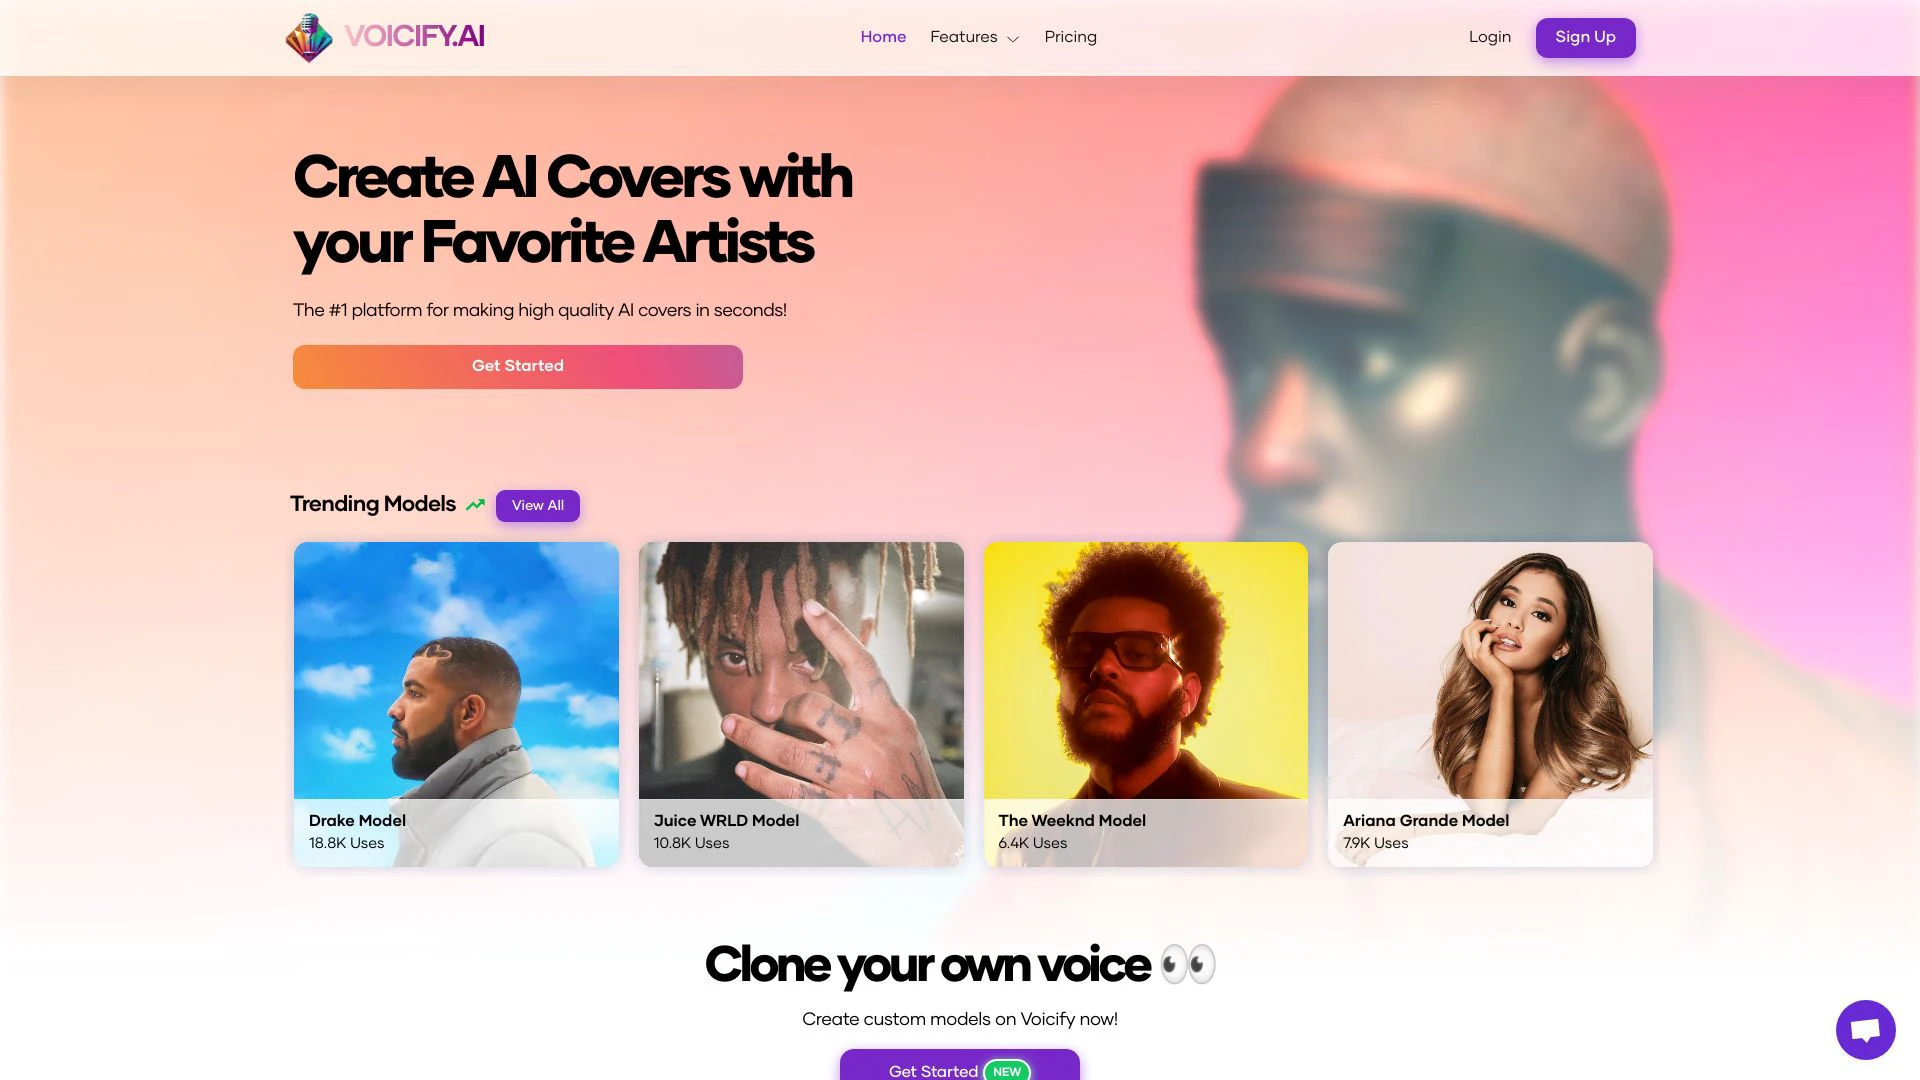 VOICIFY.AI
Home
Features
Pricing
Login
Sign Up
Create AI Covers with
your Favorite Artists
The #1 platform for making high quality AI covers in seconds!
Get Started
Trending Models
View All
Drake Model
18.8K Uses
Juice WRLD Model
10.8K Uses
The Weeknd Model
6.4K Uses
Ariana Grande Model
7.9K Uses
Clone your own voice 👀
Create custom models on Voicify now!
Get Started NEW